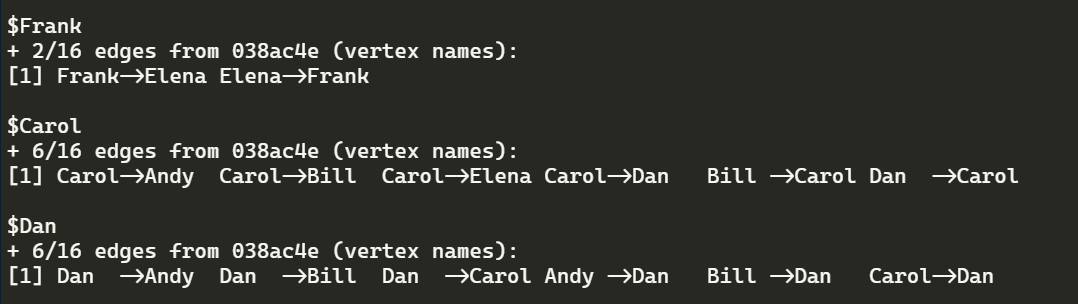 $Frank
+ 2/16 edges from 038ac4e (vertex names):
[1] Frank->Elena Elena->Frank
$Carol
+ 6/16 edges from 038ac4e (vertex names):
[1] Carol->Andy  Carol->Bill  Carol->Elena Carol->Dan   Bill ->Carol Dan  ->Carol
$Dan
+ 6/16 edges from 038ac4e (vertex names):
[1] Dan  ->Andy  Dan  ->Bill  Dan  ->Carol Andy ->Dan   Bill ->Dan   Carol->Dan